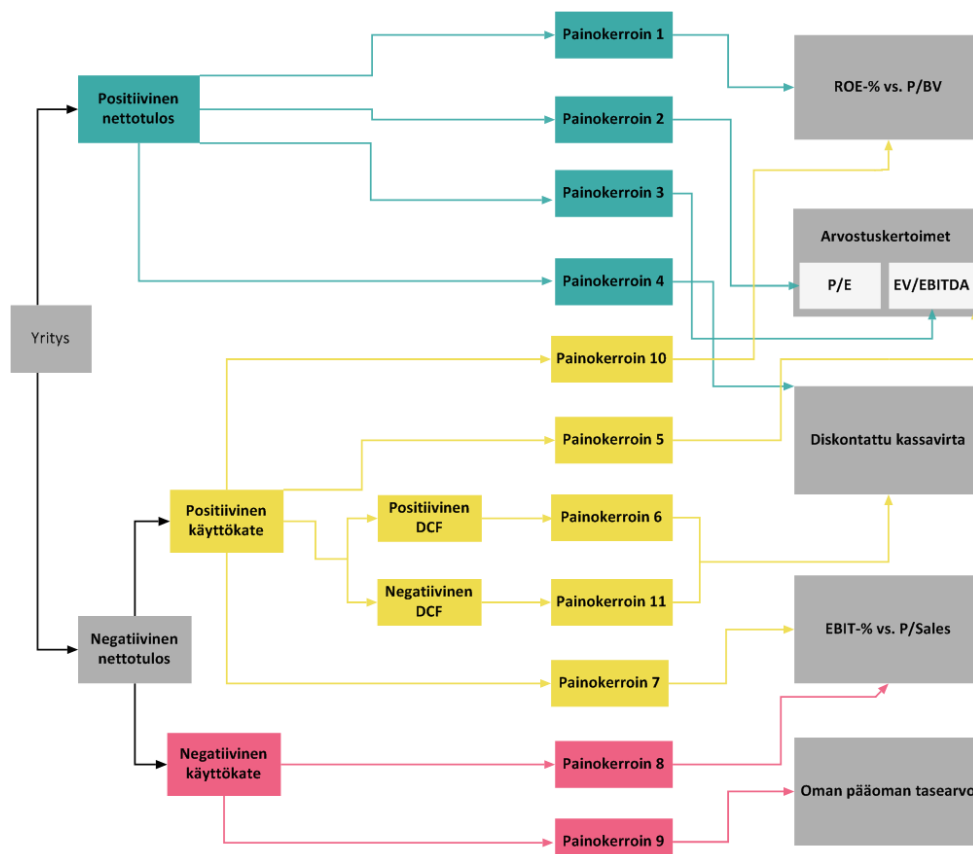 Painokerroin 1
ROE-% vs. P/BV
Positiivinen
nettotulos
Painokerroin 2
Painokerroin 3
Arvostuskertoimet
P/E
EV/EBITDA
Painokerroin 4
Yritys
Painokerroin 10
Painokerroin 5
Diskontattu kassavirta
Positiivinen
käyttökate
Positiivinen
DCF
Painokerroin 6
Negatiivinen
DCF
Painokerroin 11
EBIT-% vs. P/Sales
Negatiivinen
nettotulos
Painokerroin 7
Negatiivinen
käyttökate
Painokerroin 8
Oman pääoman tasearvo
Painokerroin 9